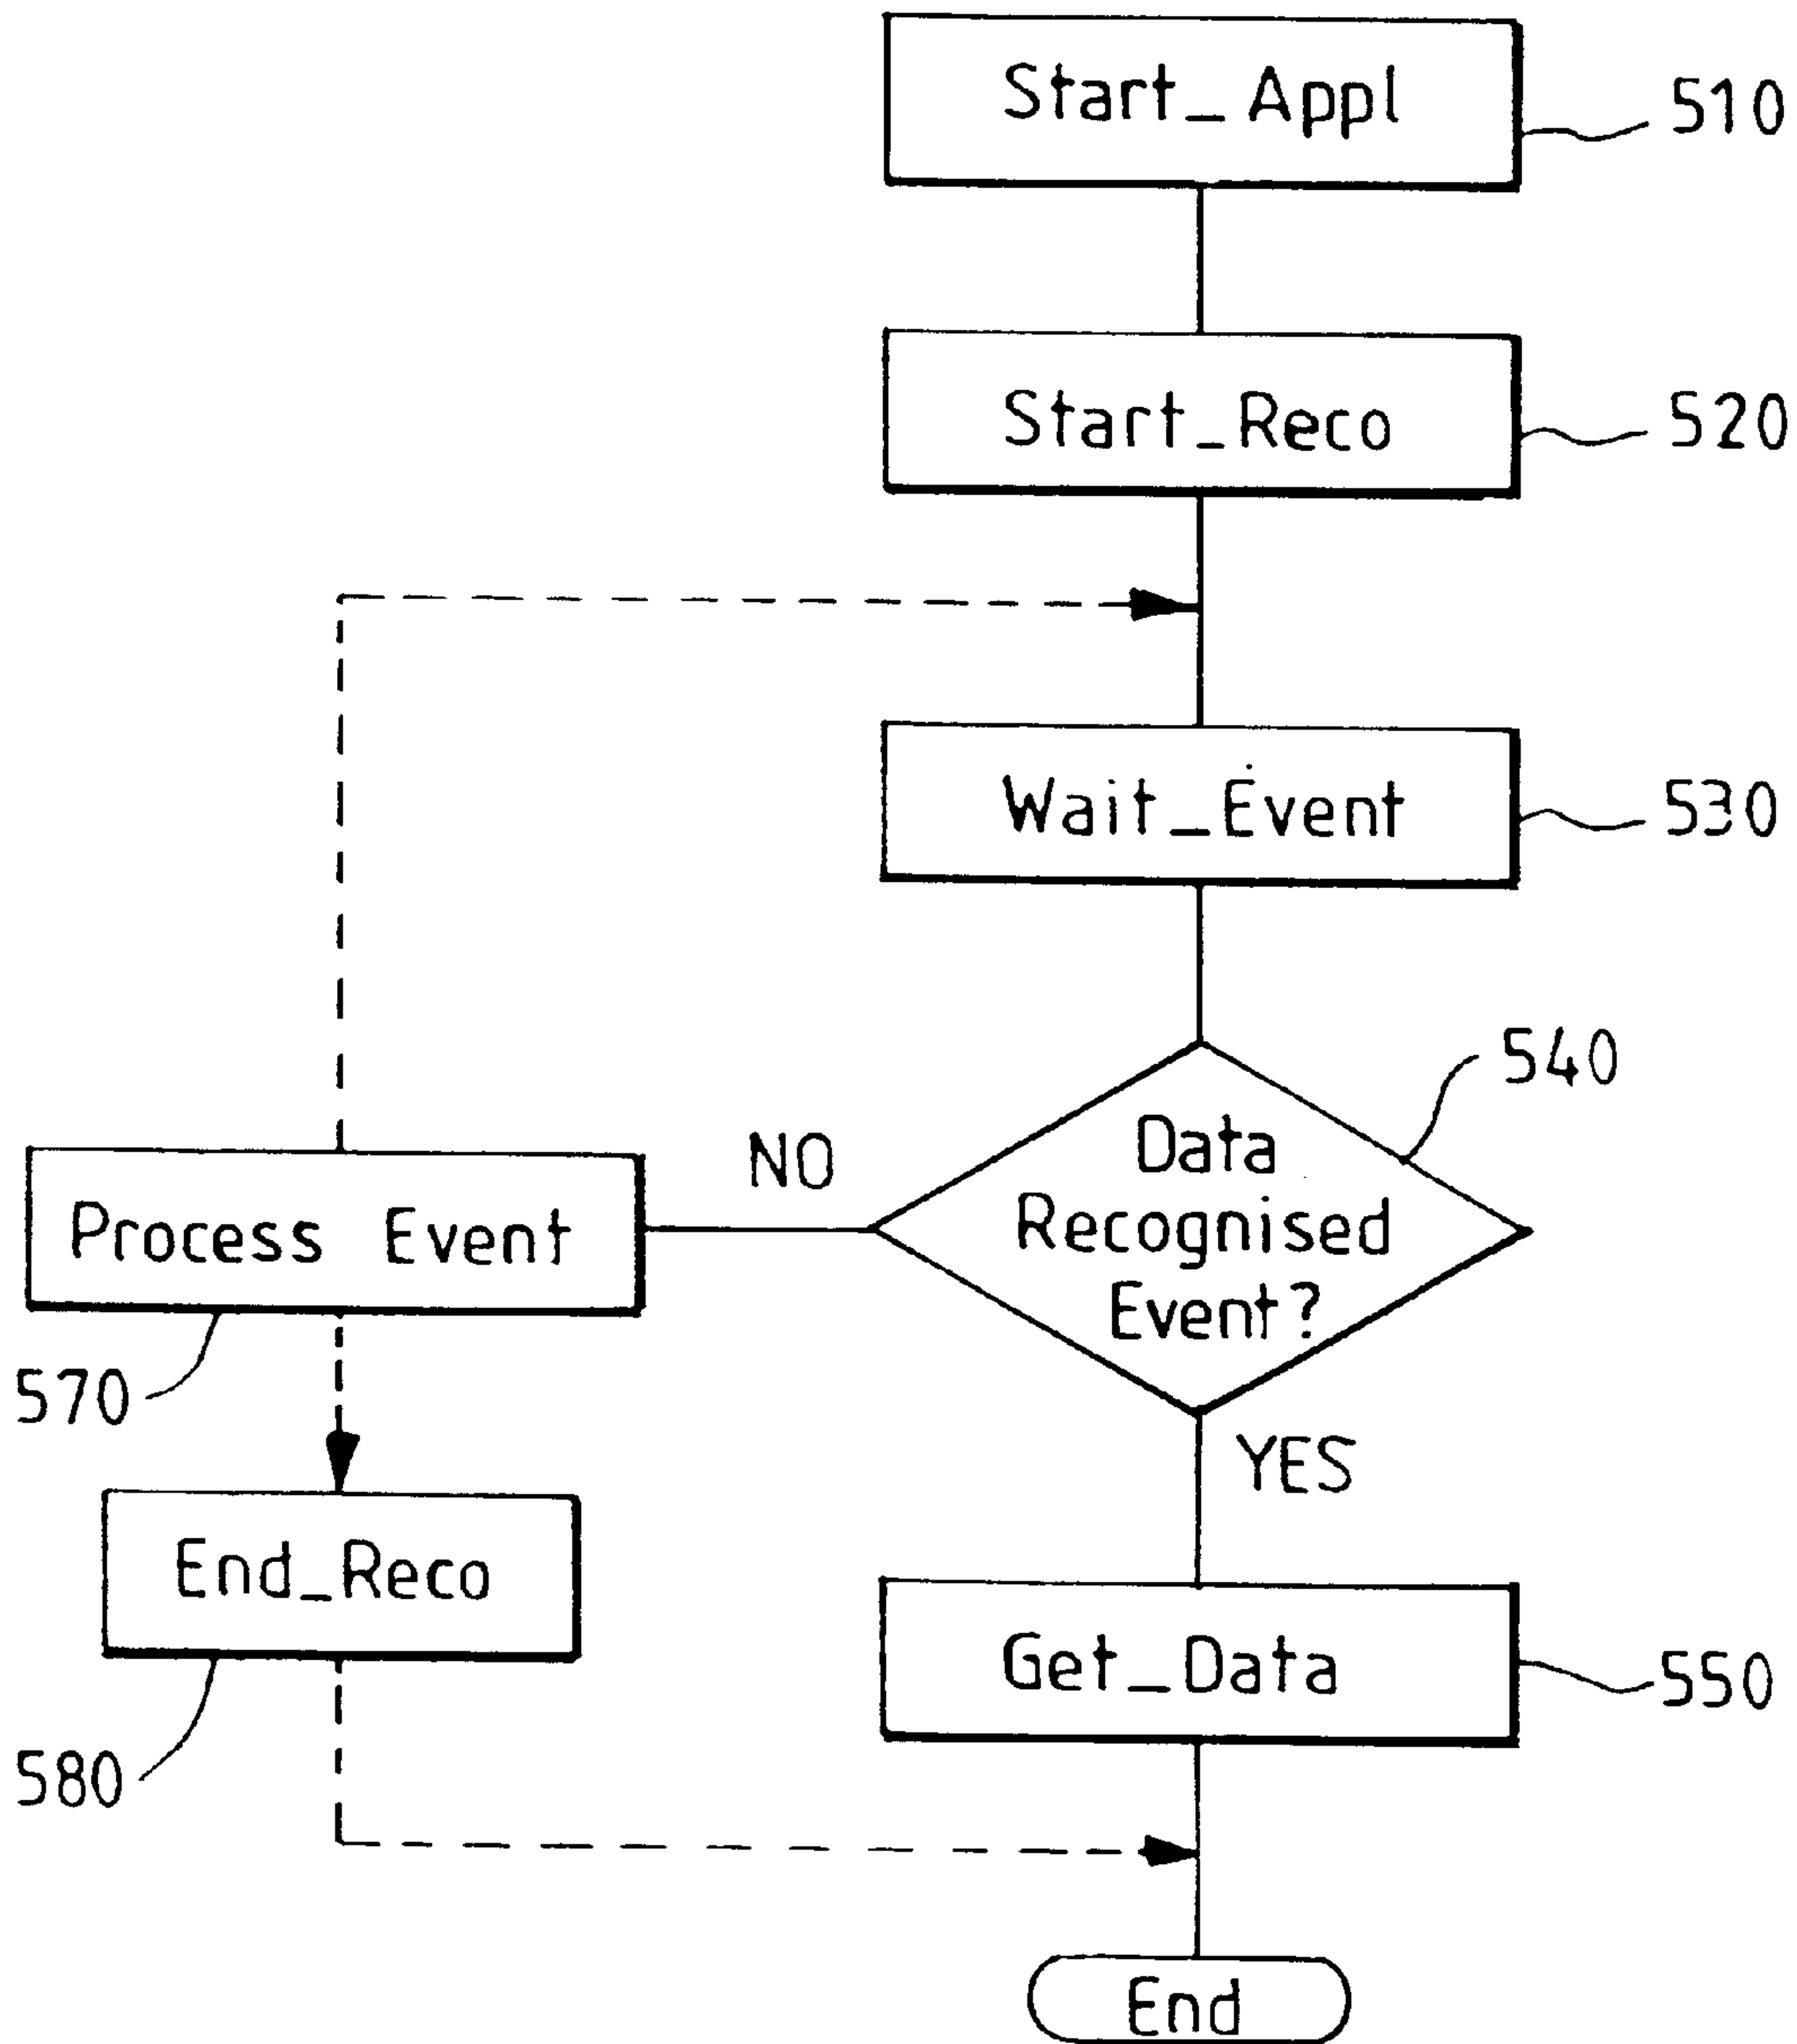 Start_Appl
510
Start_Reco
520
Wait_Event
530
540
Data
Recognised
Event?
NO
Process Event
570
YES
End_Reco
580
Get_Data
550
End